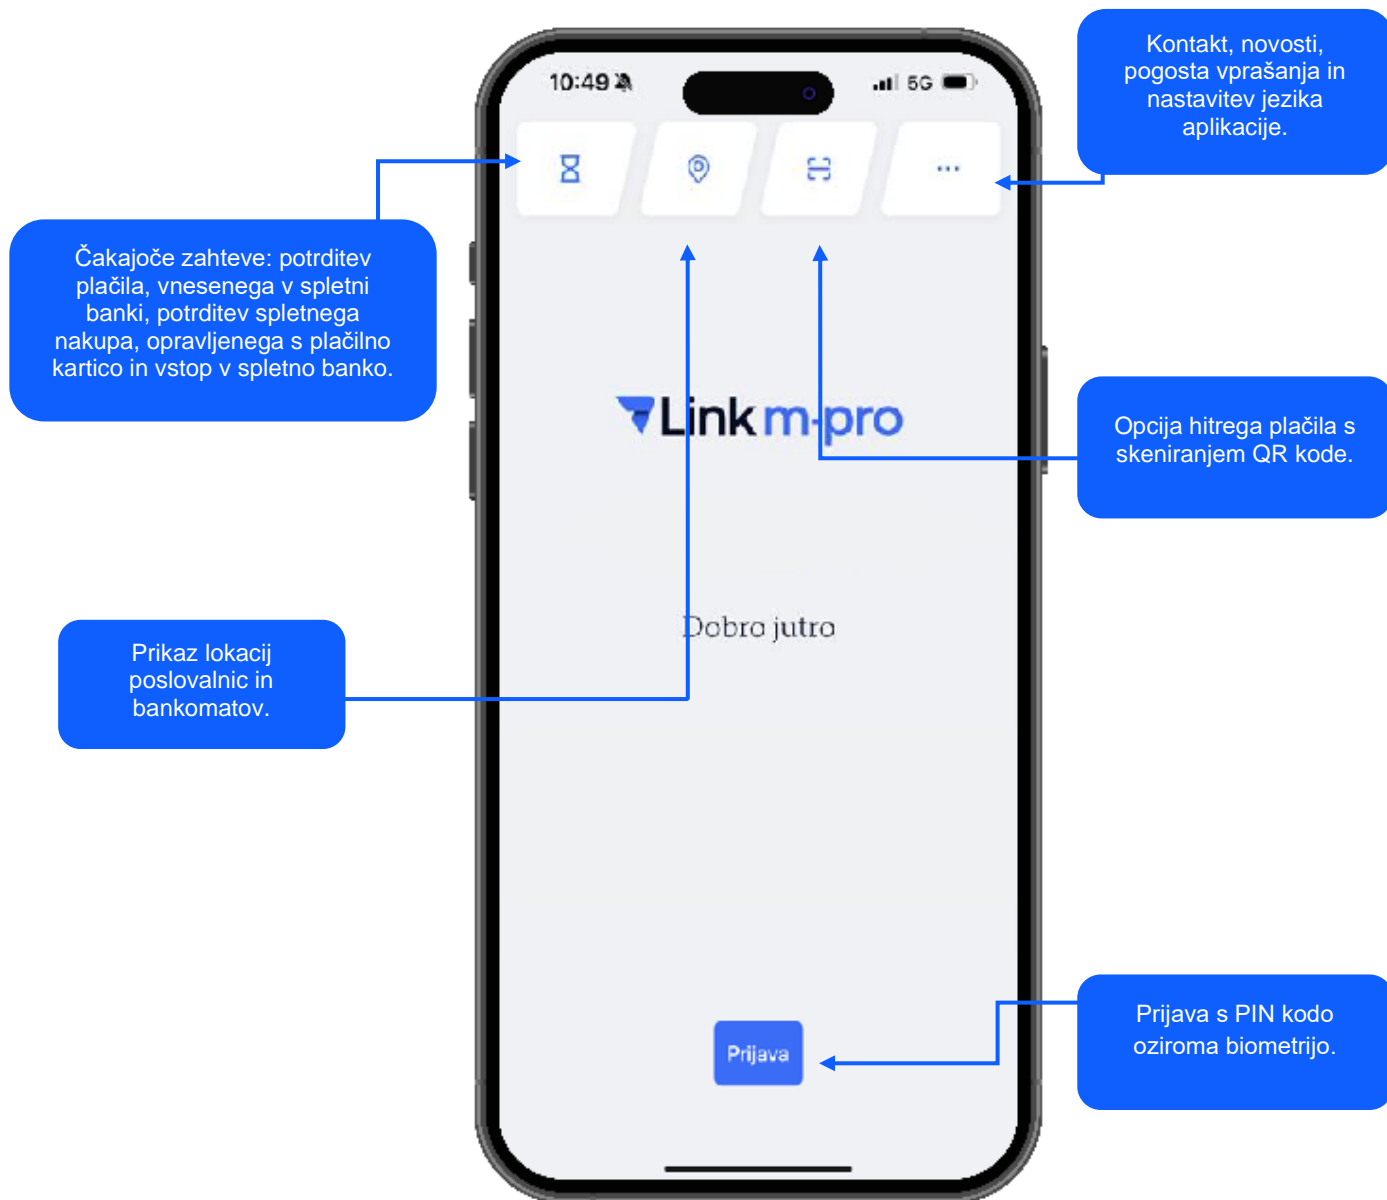 10:49
5G
Kontakt, novosti,
pogosta vprašanja in
nastavitev jezika
aplikacije.
Čakajoče zahteve: potrditev
plačila, vnesenega v spletni
banki, potrditev spletnega
nakupa, opravljenega s plačilno
kartico in vstop v spletno banko.
Link m-pro
Opcija hitrega plačila s
skeniranjem QR kode.
Dobro jutro
Prikaz lokacij
poslovalnic in
bankomatov.
Prijava s PIN kodo
oziroma biometrijo.
Prijava